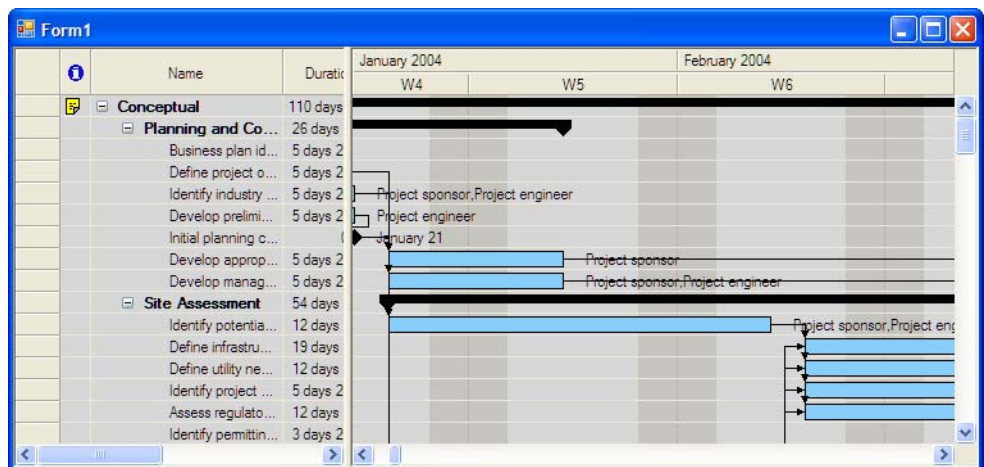 Form1
Name Duratic January 2004 February 2004
W4 W5 W6
Conceptual 110 days
Planning and Co... 26 days
Business plan id... 5 days 2
Define project o... 5 days 2
Identify industry ... 5 days 2 Project sponsor,Project engineer
Develop prelimi... 5 days 2 Project engineer
Initial planning c... January 21
Develop approp... 5 days 2 Project sponsor
Develop manag... 5 days 2 Project sponsor,Project engineer
Site Assessment 54 days
Identify potentia... 12 days Project sponsor,Project eng
Define infrastru... 19 days
Define utility ne... 12 days
Identify project ... 5 days 2
Assess regulato... 12 days
Identify permittin... 3 days 2